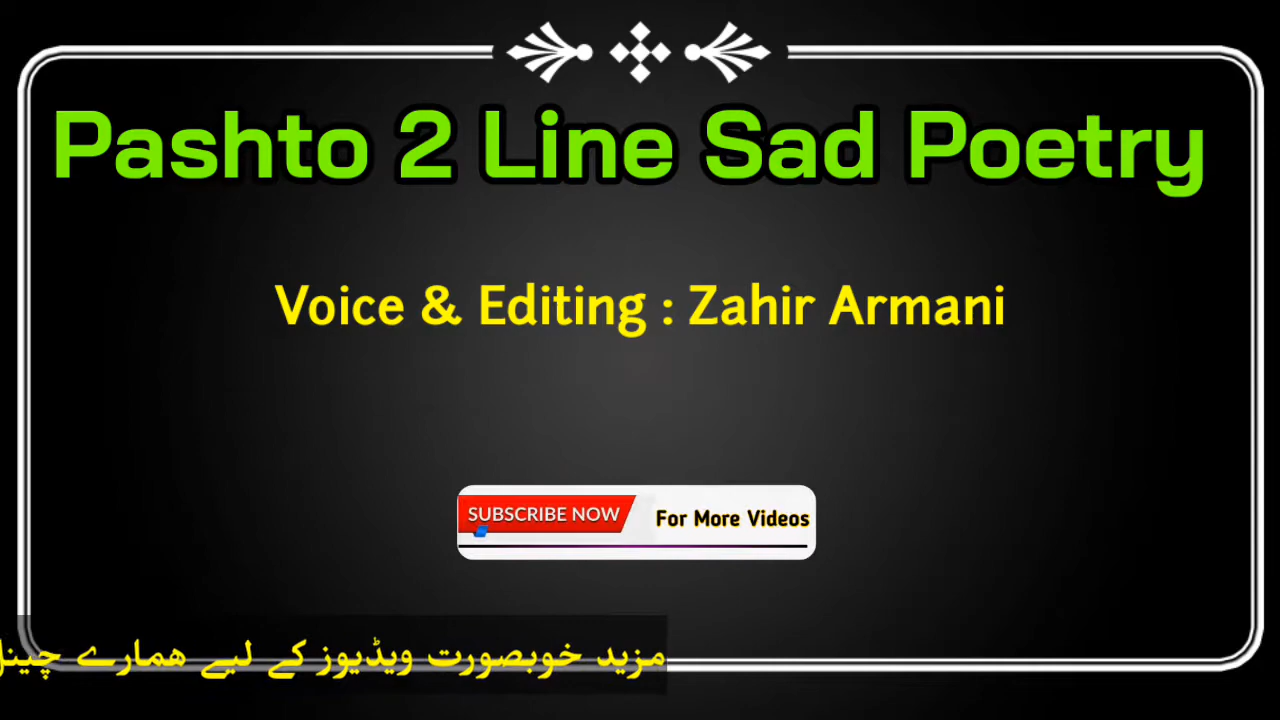 Pashto 2 Line Sad Poetry
Voice & Editing : Zahir Armani
SUBSCRIBE NOW For More Videos
مزید خوبصورت ویڈیوز کے لیے ھمارے